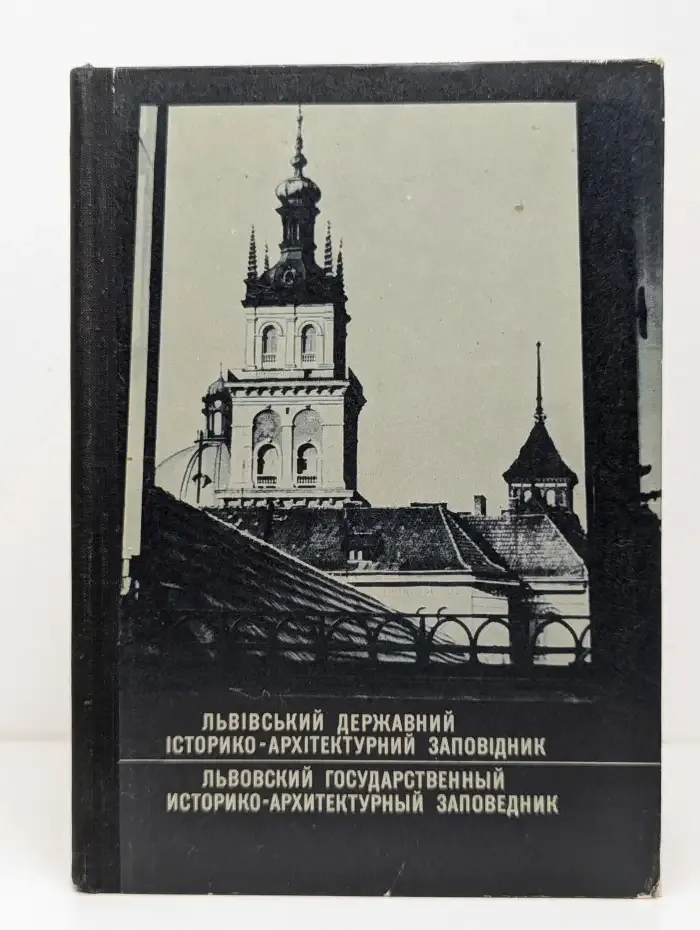 ЛЬВІВСЬКИЙ ДЕРЖАВНИЙ
ІСТОРИКО-АРХІТЕКТУРНИЙ ЗАПОВІДНИК
ЛЬВОВСКИЙ ГОСУДАРСТВЕННЫЙ
ИСТОРИКО-АРХИТЕКТУРНЫЙ ЗАПОВЕДНИК